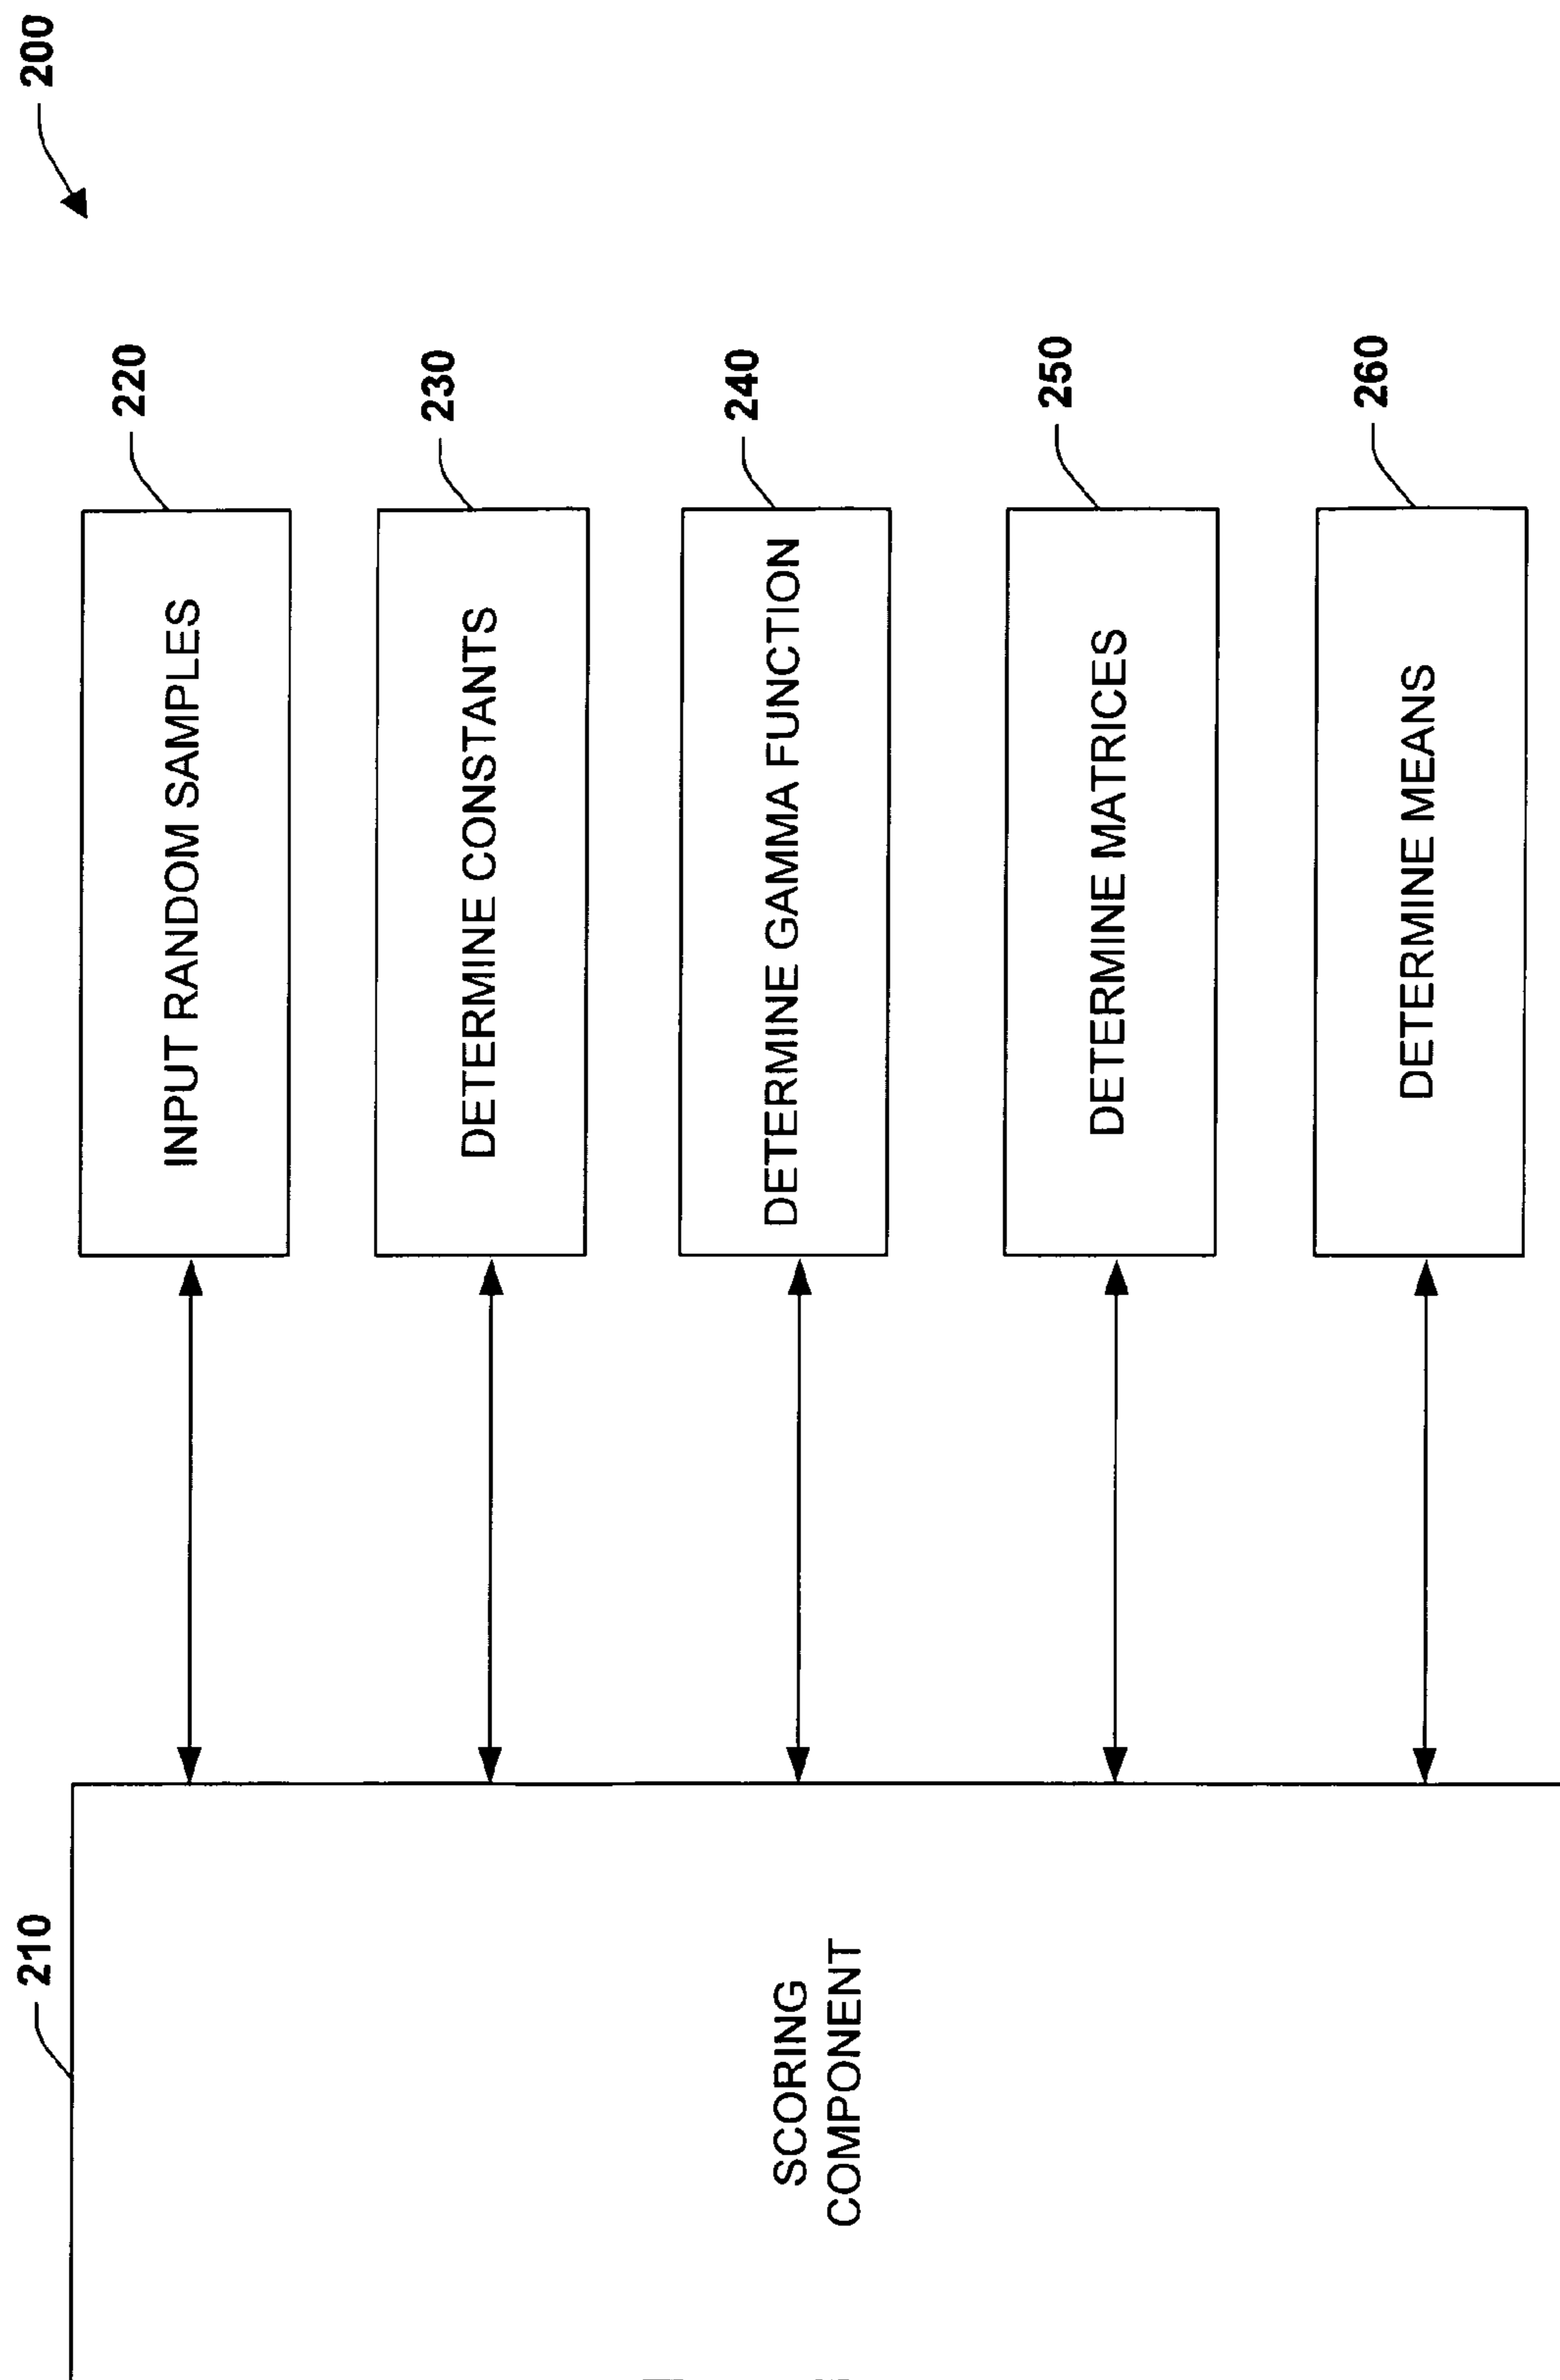 200
210
220
INPUT RANDOM SAMPLES
230
DETERMINE CONSTANTS
SCORING
COMPONENT
240
DETERMINE GAMMA FUNCTION
250
DETERMINE MATRICES
260
DETERMINE MEANS